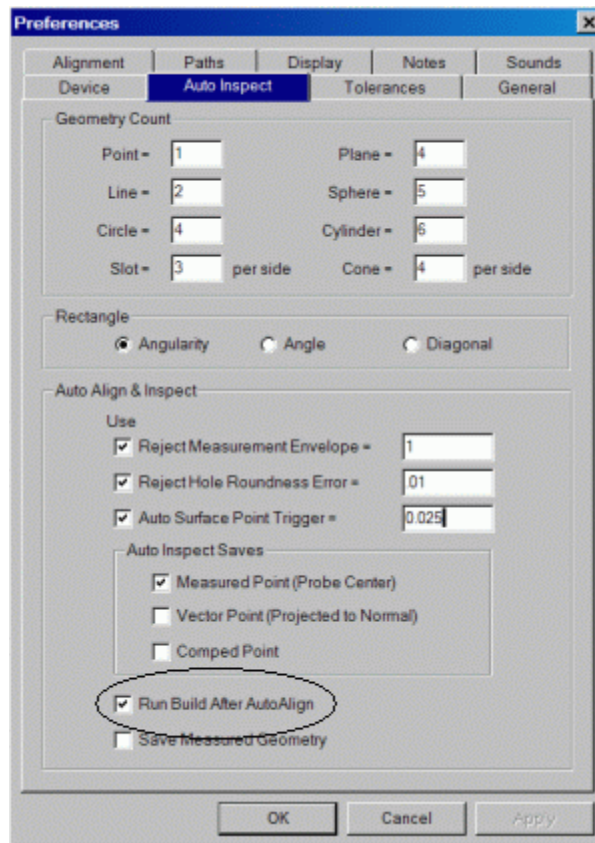 Preferences
Alignment Paths Display Notes Sounds
Device Auto Inspect Tolerances General
Geometry Count
Point = 1 Plane = 4
Line = 2 Sphere = 5
Circle = 4 Cylinder = 6
Slot = 3 per side Cone = 4 per side
Rectangle
Angularity Angle Diagonal
Auto Align & Inspect
Use
Reject Measurement Envelope = 1
Reject Hole Roundness Error = .01
Auto Surface Point Trigger = 0.025
Auto Inspect Saves
Measured Point (Probe Center)
Vector Point (Projected to Normal)
Comped Point
Run Build After AutoAlign
Save Measured Geometry
OK Cancel Apply